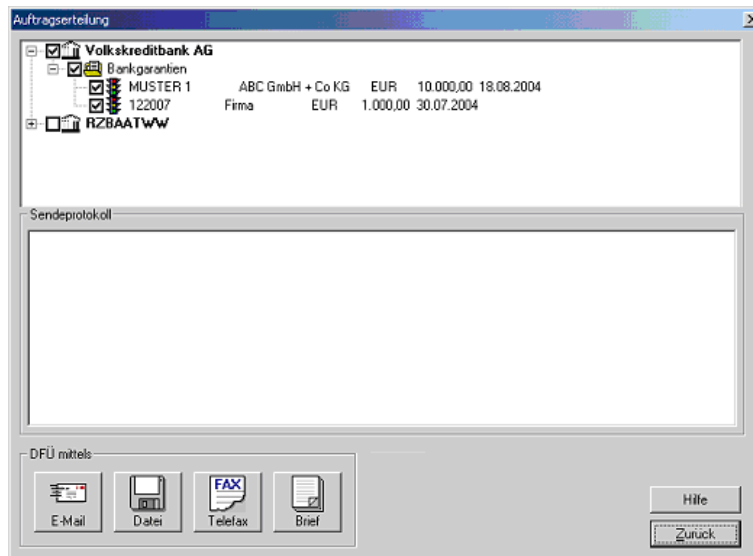 Auftragserteilung
Volkskreditbank AG
Bankgarantien
MUSTER 1 ABC GmbH + Co KG EUR 10.000,00 18.08.2004
122007 Firma EUR 1.000,00 30.07.2004
RZBAATWW
Sendeprotokoll
DFÜ mittels
FAX
E-Mail Datei Telefax Brief
Hilfe
Zurück